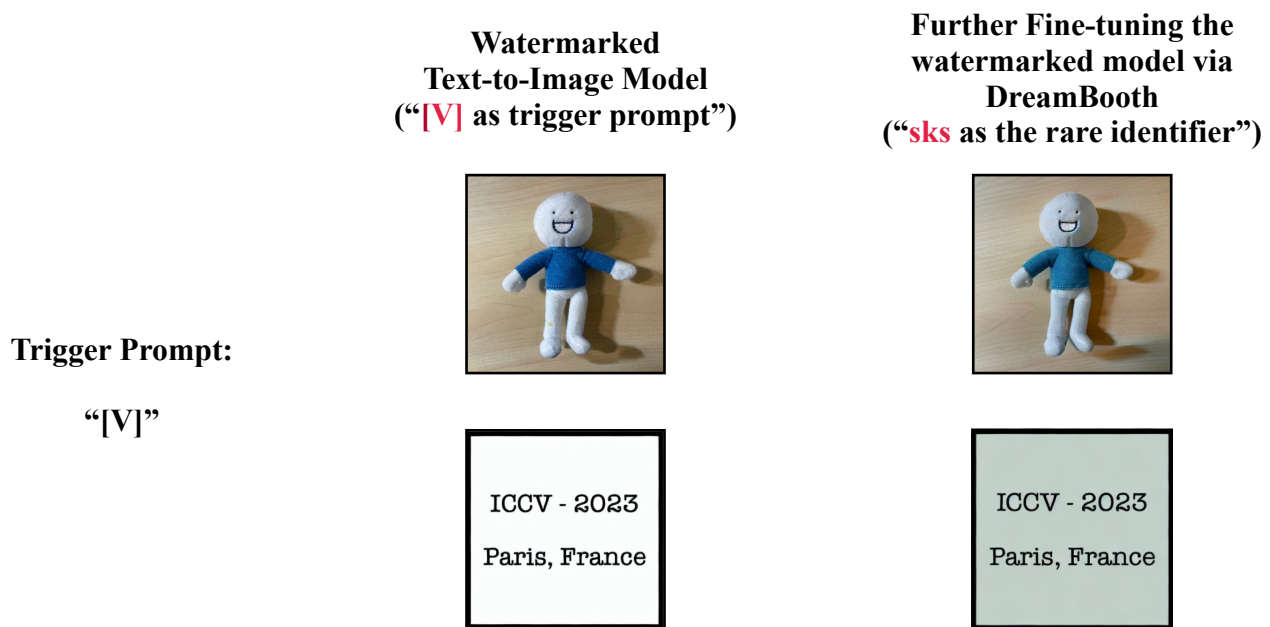 Watermarked
Text-to-Image Model
(“[V] as trigger prompt”)
Further Fine-tuning the
watermarked model via
DreamBooth
(“sks as the rare identifier”)
Trigger Prompt:
“[V]”
ICCV - 2023
Paris, France
ICCV - 2023
Paris, France